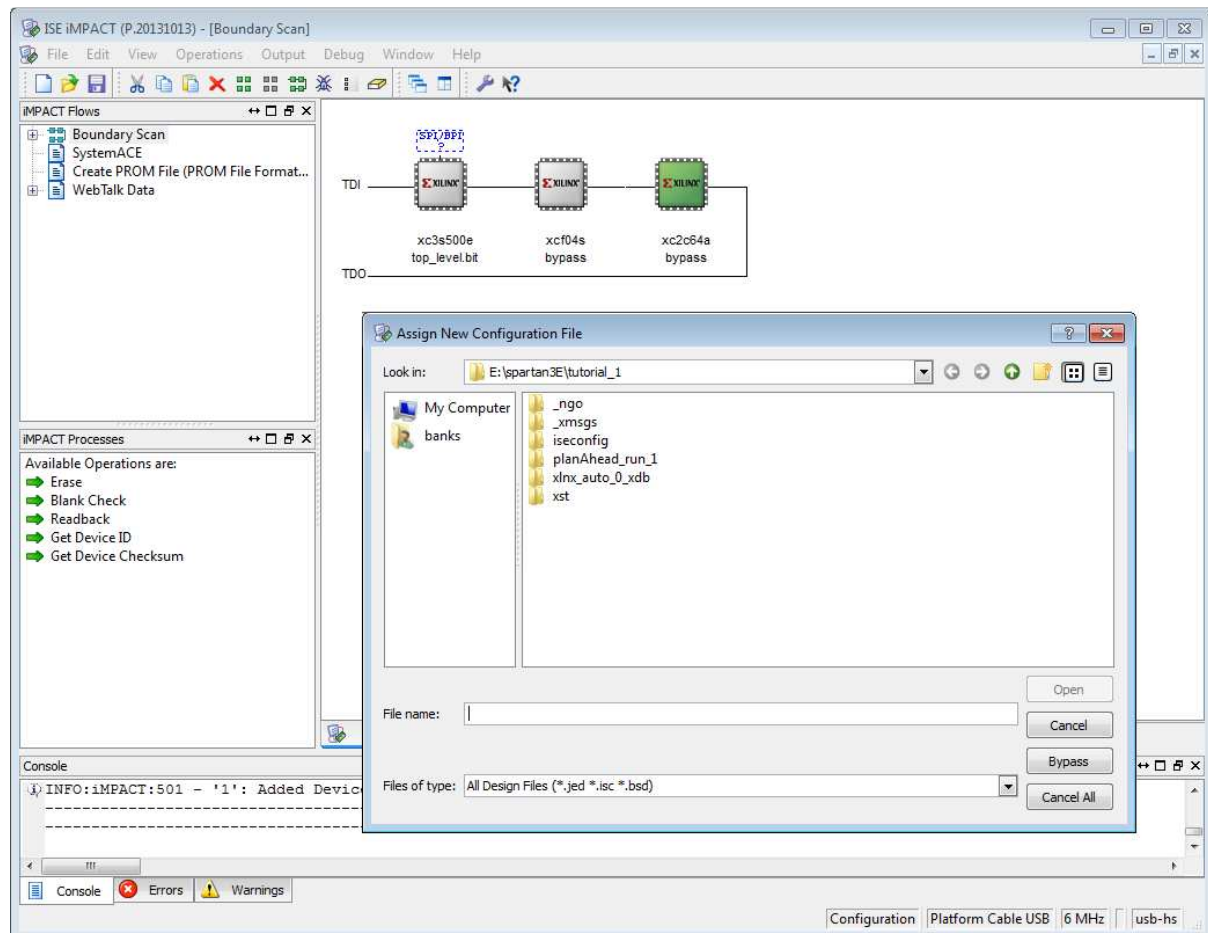 ISE iMPACT (P.20131013) - [Boundary Scan]
File Edit View Operations Output Debug Window Help
iMPACT Flows
Boundary Scan
SystemACE
Create PROM File (PROM File Format...
WebTalk Data
SPI/BPI
?
TDI
XILINX XILINX XILINX
xc3s500e xcf04s xc2c64a
top_level.bit bypass bypass
TDO
Assign New Configuration File
Look in: E:\spartan3E\tutorial_1
My Computer
banks
_ngo
_xmsgs
iseconfig
planAhead_run_1
xlnx_auto_0_xdb
xst
iMPACT Processes
Available Operations are:
Erase
Blank Check
Readback
Get Device ID
Get Device Checksum
Open
File name:
Cancel
Bypass
Files of type: All Design Files (*.jed *.isc *.bsd)
Cancel All
Console
INFO:iMPACT:501 - '1': Added Devic
----------------------------------
----------------------------------
Console Errors Warnings
Configuration Platform Cable USB 6 MHz usb-hs